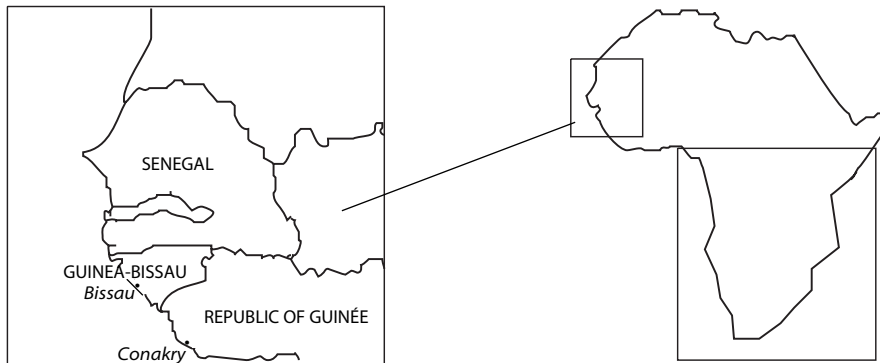 SENEGAL
GUINEA-BISSAU
Bissau
REPUBLIC OF GUINÉE
Conakry